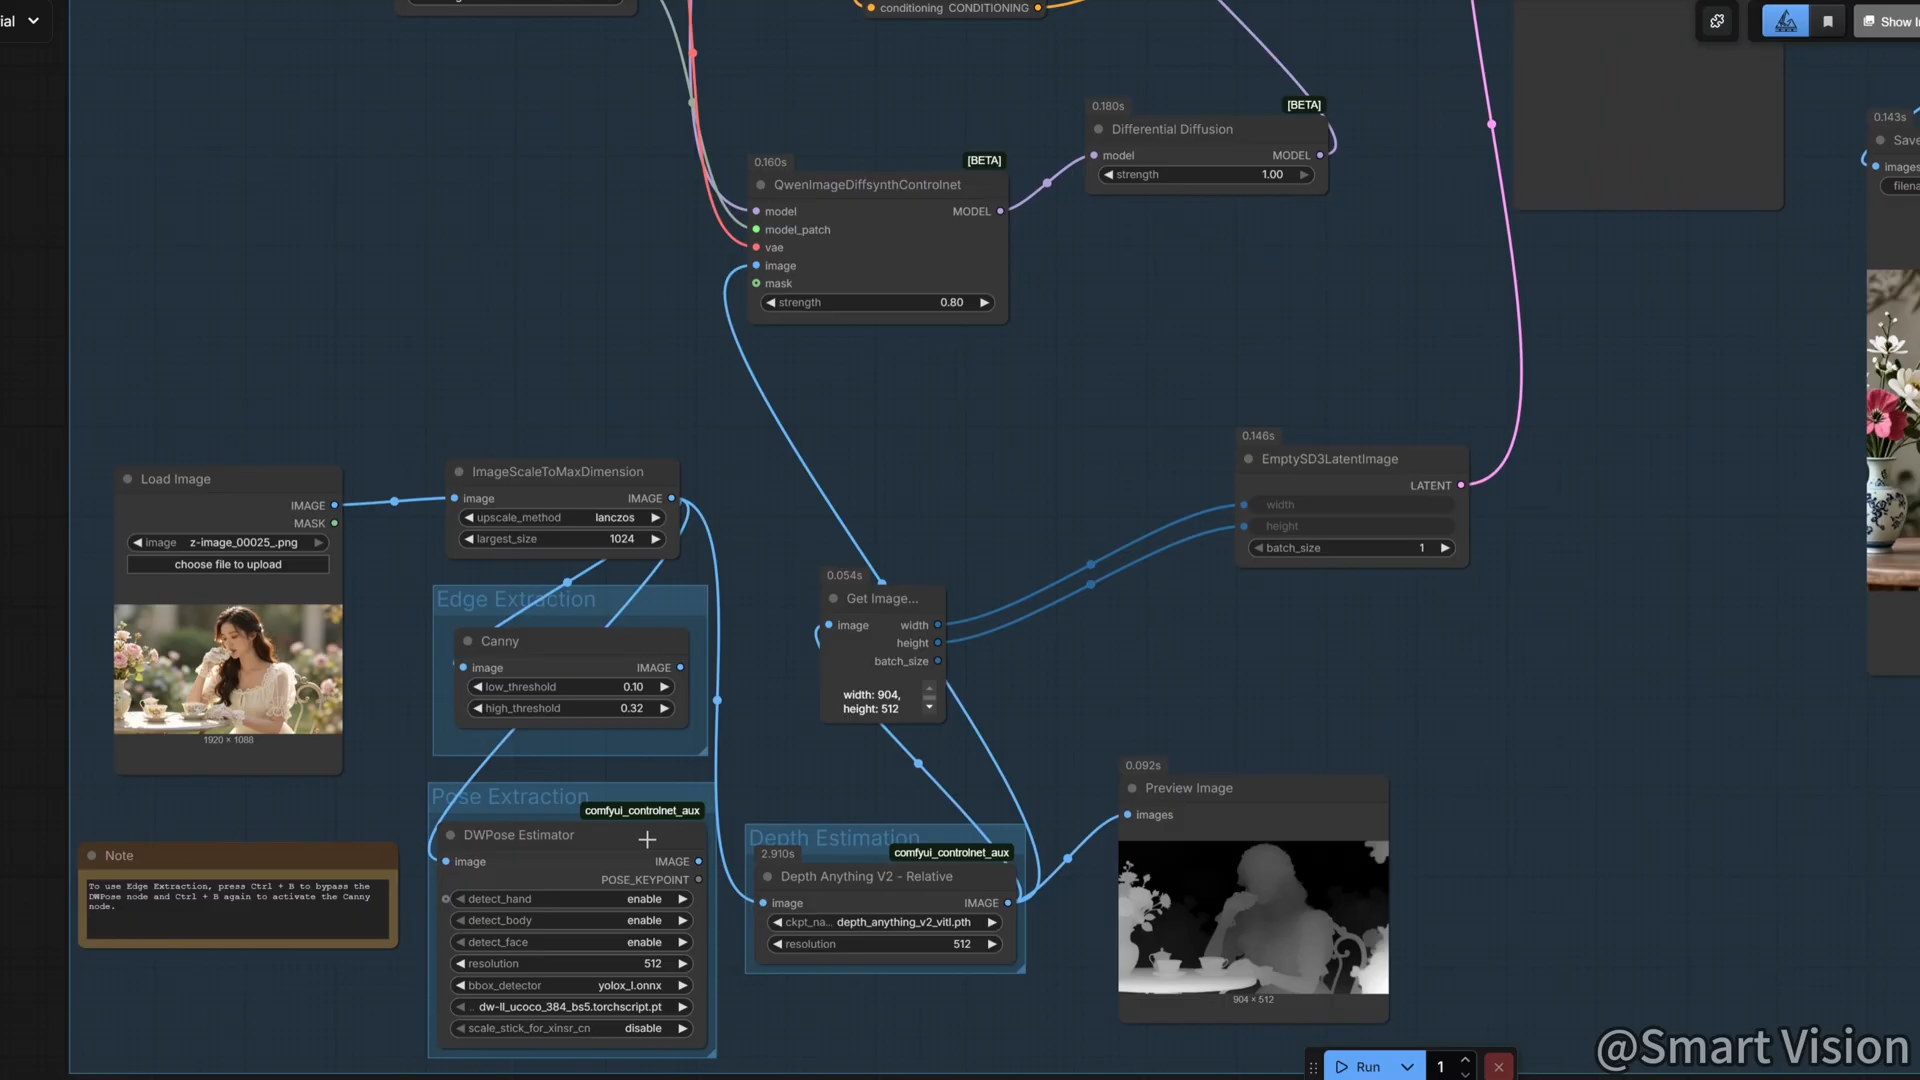 ial
conditioning CONDITIONING
Show I
0.180s
[BETA]
Differential Diffusion
model MODEL
strength 1.00
0.160s
[BETA]
QwenImageDiffsynthControlnet
model MODEL
model_patch
vae
image
mask
strength 0.80
0.143s
Save
images
filena
0.146s
EmptySD3LatentImage
LATENT
width
height
batch_size 1
Load Image
IMAGE
MASK
image z-image_00025_.png
choose file to upload
1920 × 1088
ImageScaleToMaxDimension
image IMAGE
upscale_method lanczos
largest_size 1024
Edge Extraction
Canny
image IMAGE
low_threshold 0.10
high_threshold 0.32
0.054s
Get Image...
image width
height
batch_size
width: 904,
height: 512
Pose Extraction
comfyui_controlnet_aux
DWPose Estimator
image IMAGE
POSE_KEYPOINT
detect_hand enable
detect_body enable
detect_face enable
resolution 512
bbox_detector yolox_l.onnx
.. dw-ll_ucoco_384_bs5.torchscript.pt
scale_stick_for_xinsr_cn disable
Note
To use Edge Extraction, press Ctrl + B to bypass the
DWPose node and Ctrl + B again to activate the Canny
node.
Depth Estimation
2.910s
comfyui_controlnet_aux
Depth Anything V2 - Relative
image IMAGE
ckpt_na... depth_anything_v2_vitl.pth
resolution 512
0.092s
Preview Image
images
904 × 512
Run 1
@Smart Vision